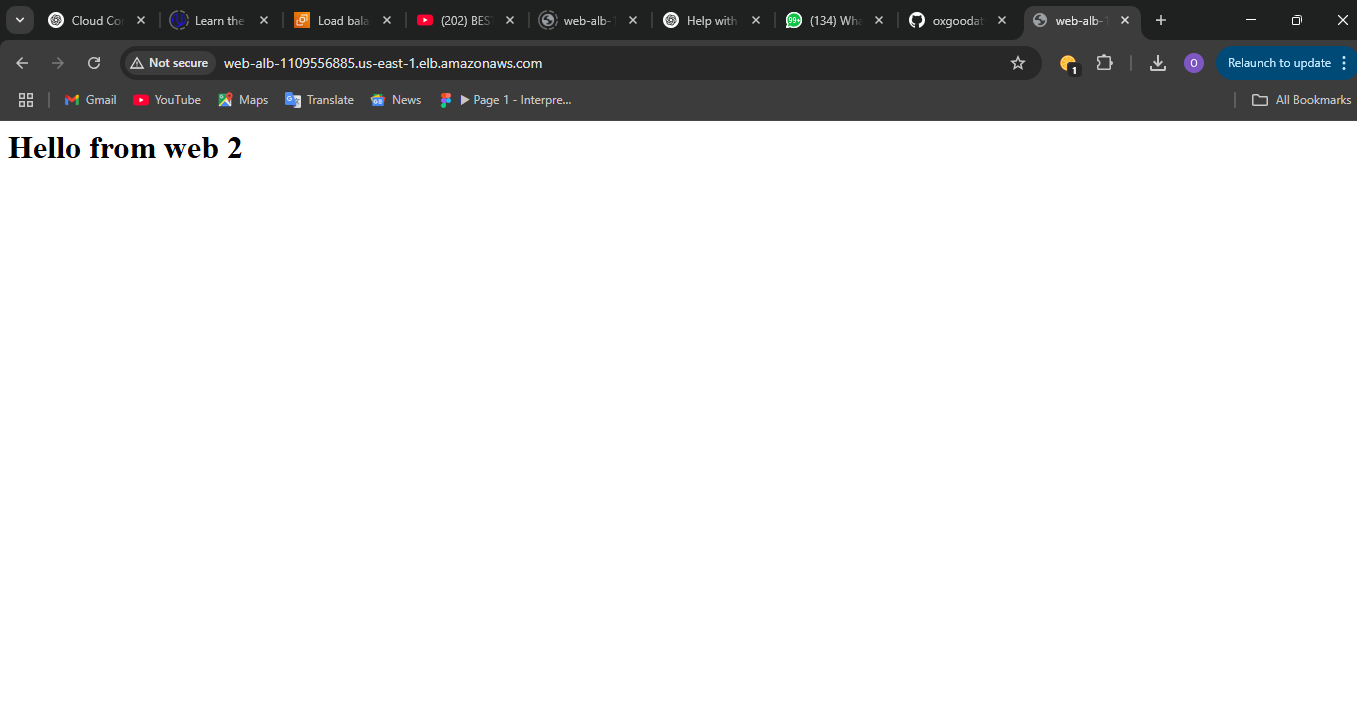 Cloud Co
Learn the
Load bala
(202) BES
web-alb-
Help with
(134) Wha
oxgoodat
web-alb-1
Not secure
web-alb-1109556885.us-east-1.elb.amazonaws.com
1
O
Relaunch to update
Gmail
YouTube
Maps
Translate
News
▶ Page 1 - Interpre...
All Bookmarks
Hello from web 2